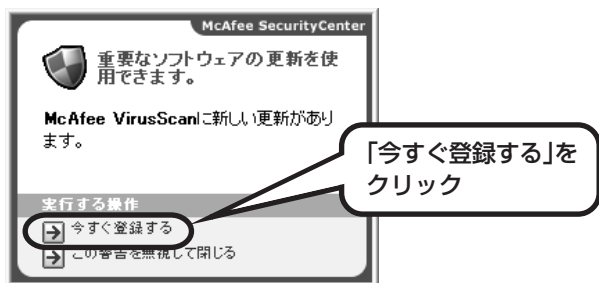 McAfee SecurityCenter
重要なソフトウェアの更新を使
用できます。
McAfee VirusScanに新しい更新があり
ます。
実行する操作
今すぐ登録する
この警告を無視して閉じる
「今すぐ登録する」を
クリック